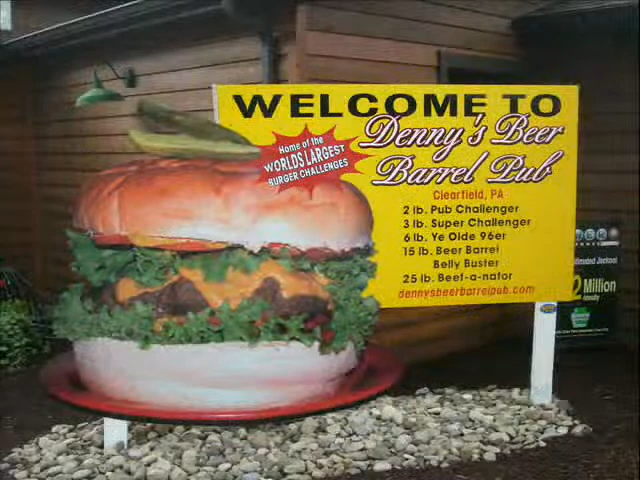 WELCOME TO
Denny's Beer
Barrel Pub
Home of the
WORLDS LARGEST
BURGER CHALLENGES
Clearfield, PA
2 lb. Pub Challenger
3 lb. Super Challenger
6 lb. Ye Olde 96er
15 lb. Beer Barrel
Belly Buster
25 lb. Beef-a-nator
dennysbeerbarrelpub.com
2 Million